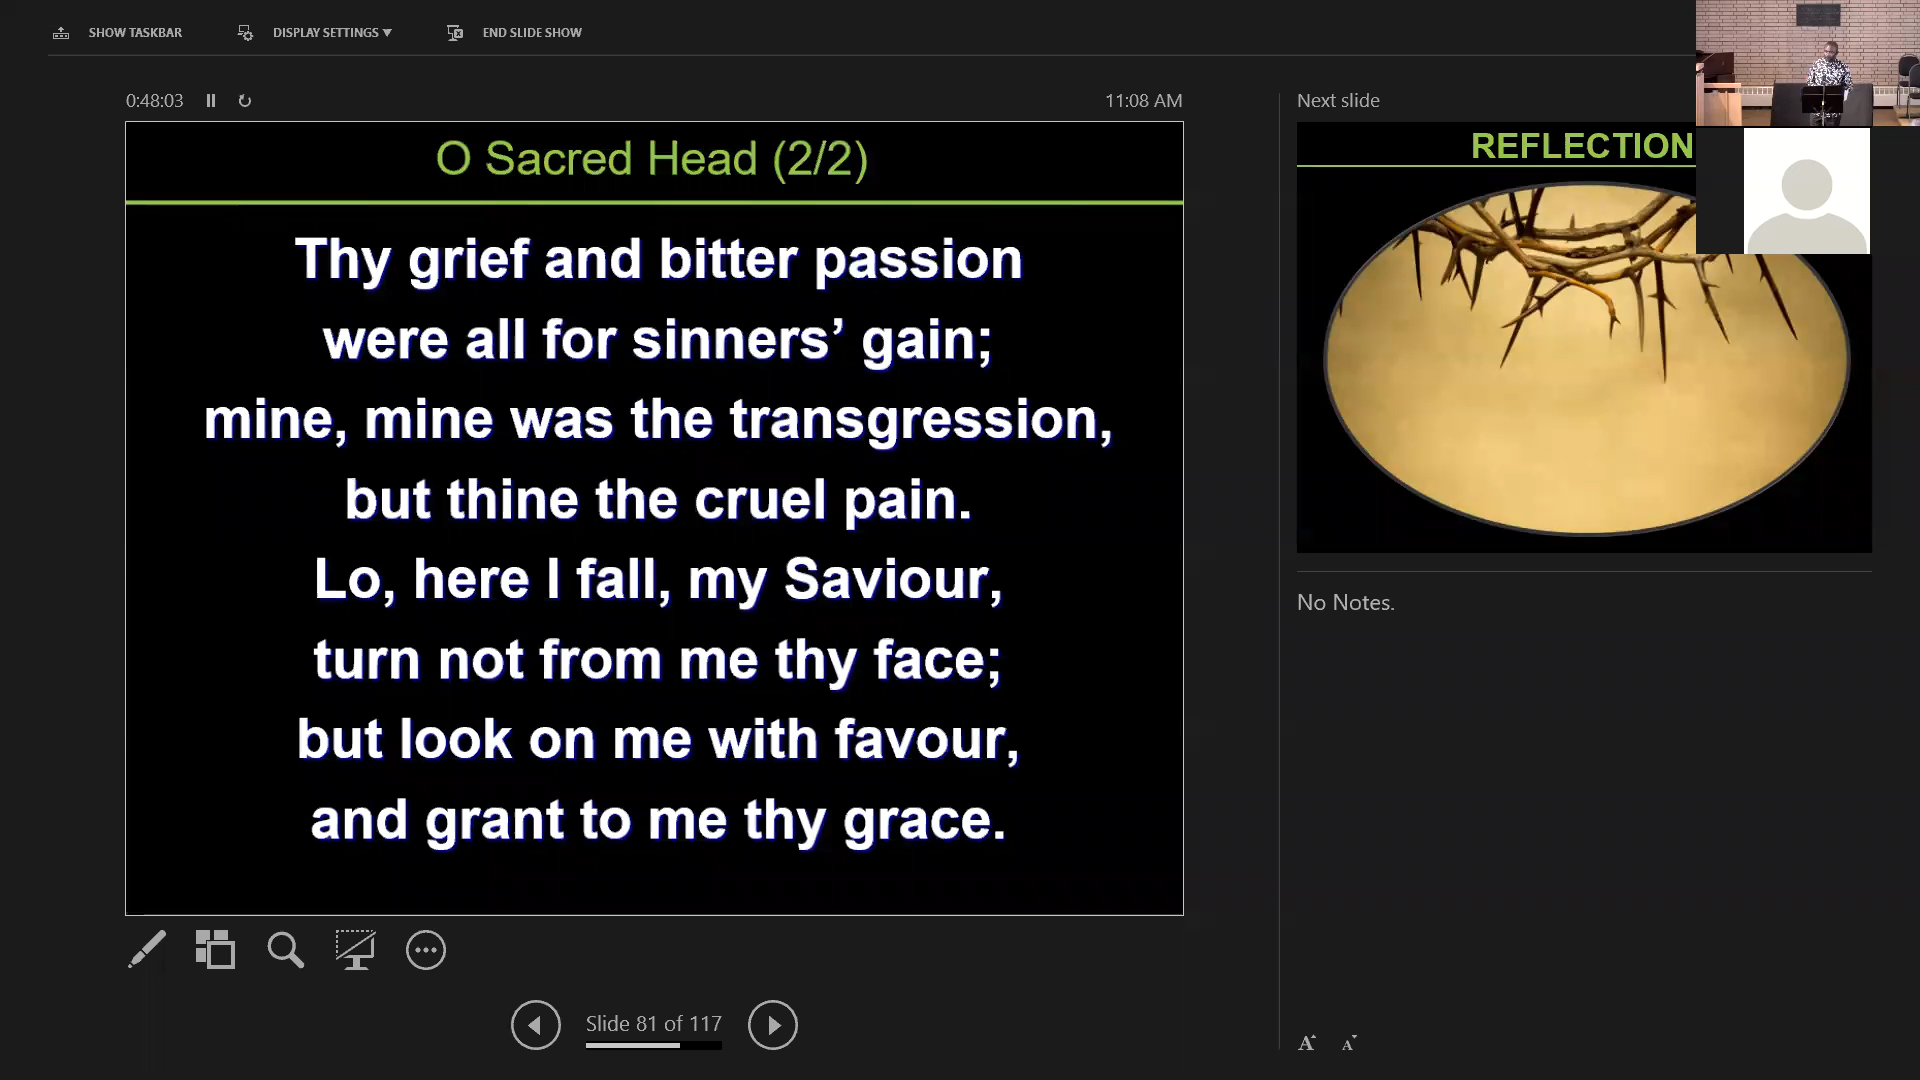 SHOW TASKBAR
DISPLAY SETTINGS ▼
END SLIDE SHOW
0:48:03
11:08 AM
O Sacred Head (2/2)
Thy grief and bitter passion
were all for sinners’ gain;
mine, mine was the transgression,
but thine the cruel pain.
Lo, here I fall, my Saviour,
turn not from me thy face;
but look on me with favour,
and grant to me thy grace.
Slide 81 of 117
Next slide
REFLECTION
No Notes.
A
A